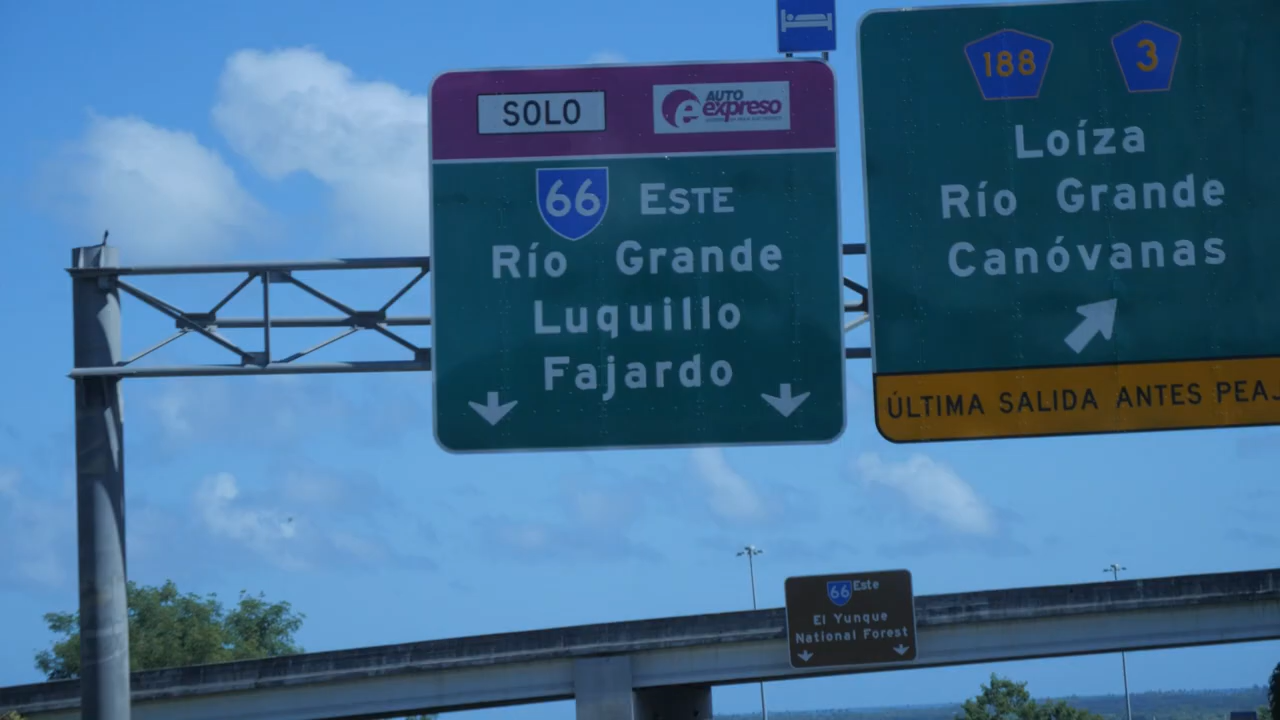 SOLO
AUTO
expreso
66 ESTE
Río Grande
Luquillo
Fajardo
188 3
Loíza
Río Grande
Canóvanas
ÚLTIMA SALIDA ANTES
66 Este
El Yunque
National Forest